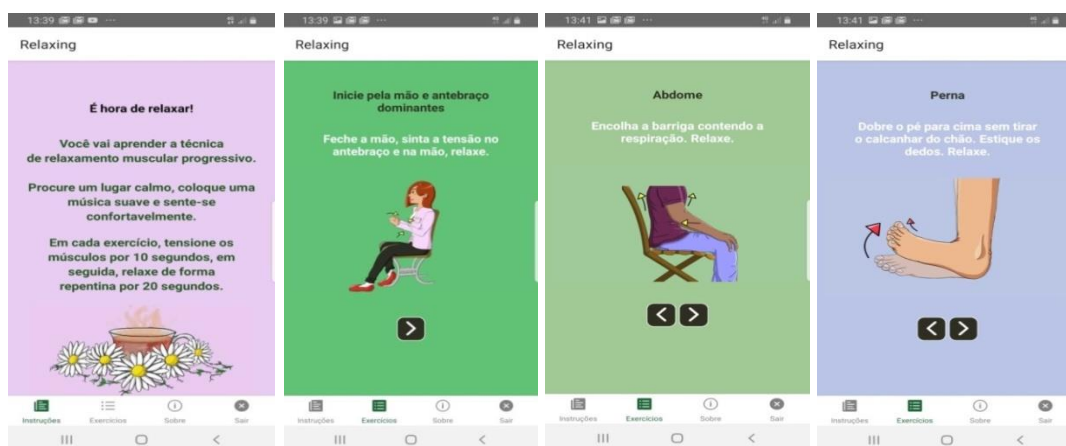 13:39
Relaxing
É hora de relaxar!
Você vai aprender a técnica
de relaxamento muscular progressivo.
Procure um lugar calmo, coloque uma
música suave e sente-se
confortavelmente.
Em cada exercício, tensione os
músculos por 10 segundos, em
seguida, relaxe de forma
repentina por 20 segundos.
Instruções Exercícios Sobre Sair
13:39
Relaxing
Inicie pela mão e antebraço
dominantes
Feche a mão, sinta a tensão no
antebraço e na mão, relaxe.
Instruções Exercícios Sobre Sair
13:41
Relaxing
Abdome
Encolha a barriga contendo a
respiração. Relaxe.
Instruções Exercícios Sobre Sair
13:41
Relaxing
Perna
Dobre o pé para cima sem tirar
o calcanhar do chão. Estique os
dedos. Relaxe.
Instruções Exercícios Sobre Sair